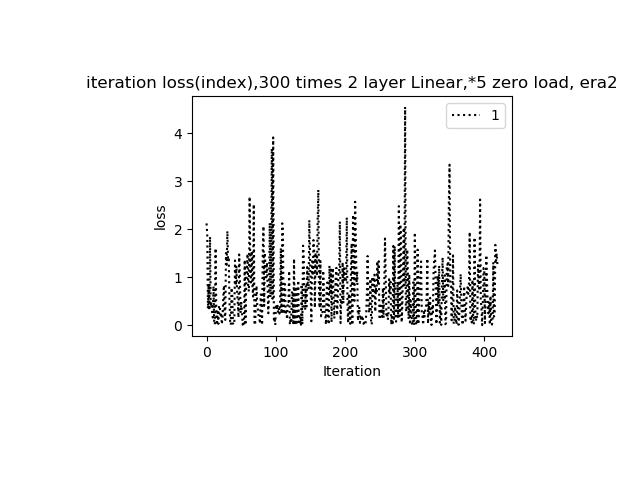 iteration loss(index),300 times 2 layer Linear,*5 zero load, era2
1
4
3
2
1
0
loss
0 100 200 300 400
Iteration